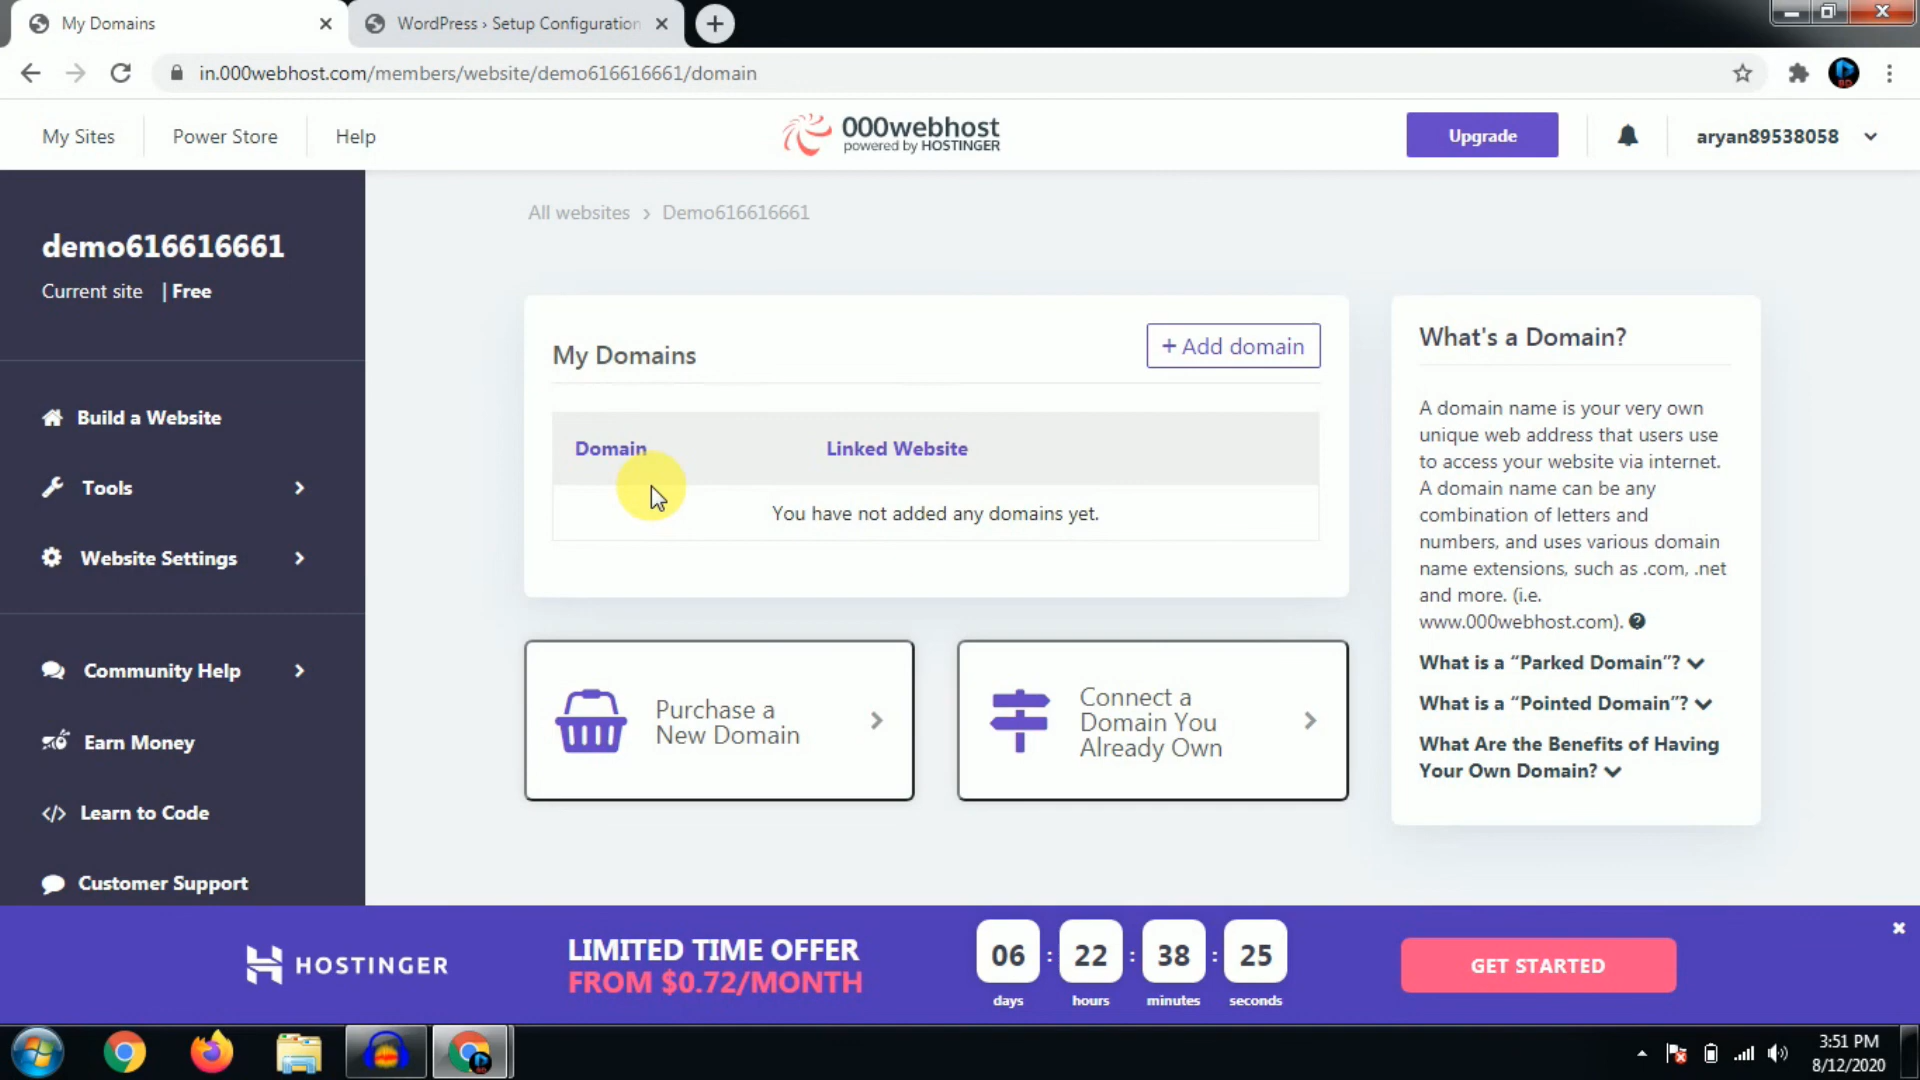 My Domains
WordPress › Setup Configuration
in.000webhost.com/members/website/demo616616661/domain
My Sites
Power Store
Help
000webhost
powered by HOSTINGER
Upgrade
aryan89538058
demo616616661
Current site | Free
Build a Website
Tools
Website Settings
Community Help
Earn Money
Learn to Code
Customer Support
All websites › Demo616616661
My Domains
+ Add domain
Domain
Linked Website
You have not added any domains yet.
Purchase a
New Domain
Connect a
Domain You
Already Own
What's a Domain?
A domain name is your very own
unique web address that users use
to access your website via internet.
A domain name can be any
combination of letters and
numbers, and uses various domain
name extensions, such as .com, .net
and more. (i.e.
www.000webhost.com). ?
What is a “Parked Domain”?
What is a “Pointed Domain”?
What Are the Benefits of Having
Your Own Domain?
HOSTINGER
LIMITED TIME OFFER
FROM $0.72/MONTH
06 : 22 : 38 : 25
days hours minutes seconds
GET STARTED
3:51 PM
8/12/2020